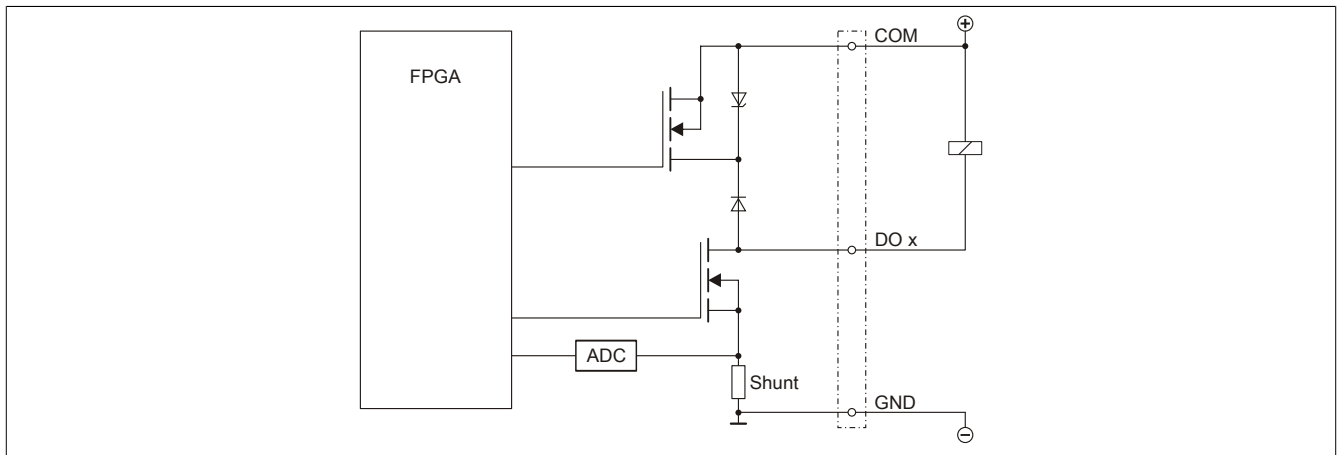 COM
FPGA
DO x
ADC
Shunt
GND